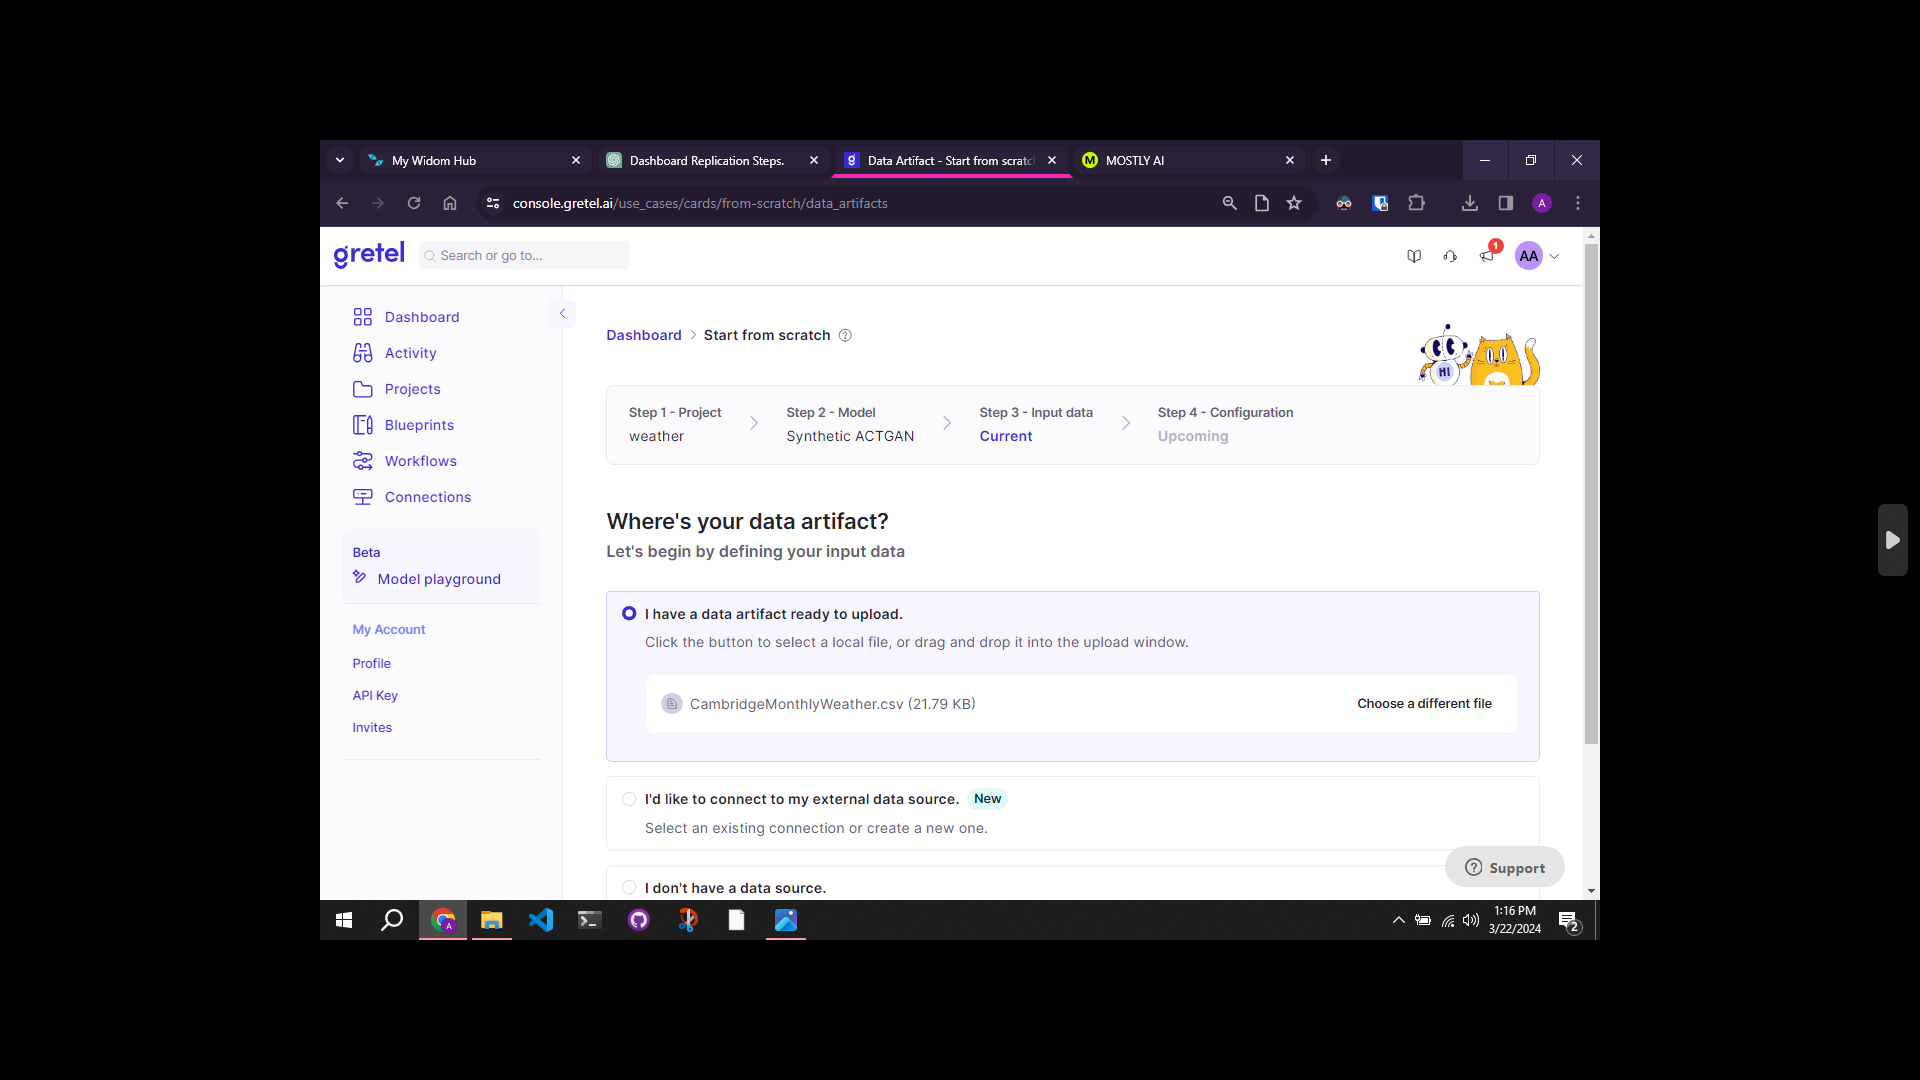 My Widom Hub
Dashboard Replication Steps.
Data Artifact - Start from scratc
MOSTLY AI
console.gretel.ai/use_cases/cards/from-scratch/data_artifacts
A
gretel
Search or go to...
1
AA
Dashboard
Activity
Projects
Blueprints
Workflows
Connections
Beta
Model playground
My Account
Profile
API Key
Invites
Dashboard > Start from scratch
Hi
Step 1 - Project
weather
Step 2 - Model
Synthetic ACTGAN
Step 3 - Input data
Current
Step 4 - Configuration
Upcoming
Where's your data artifact?
Let's begin by defining your input data
I have a data artifact ready to upload.
Click the button to select a local file, or drag and drop it into the upload window.
CambridgeMonthlyWeather.csv (21.79 KB)
Choose a different file
I'd like to connect to my external data source. New
Select an existing connection or create a new one.
I don't have a data source.
Support
1:16 PM
3/22/2024
2